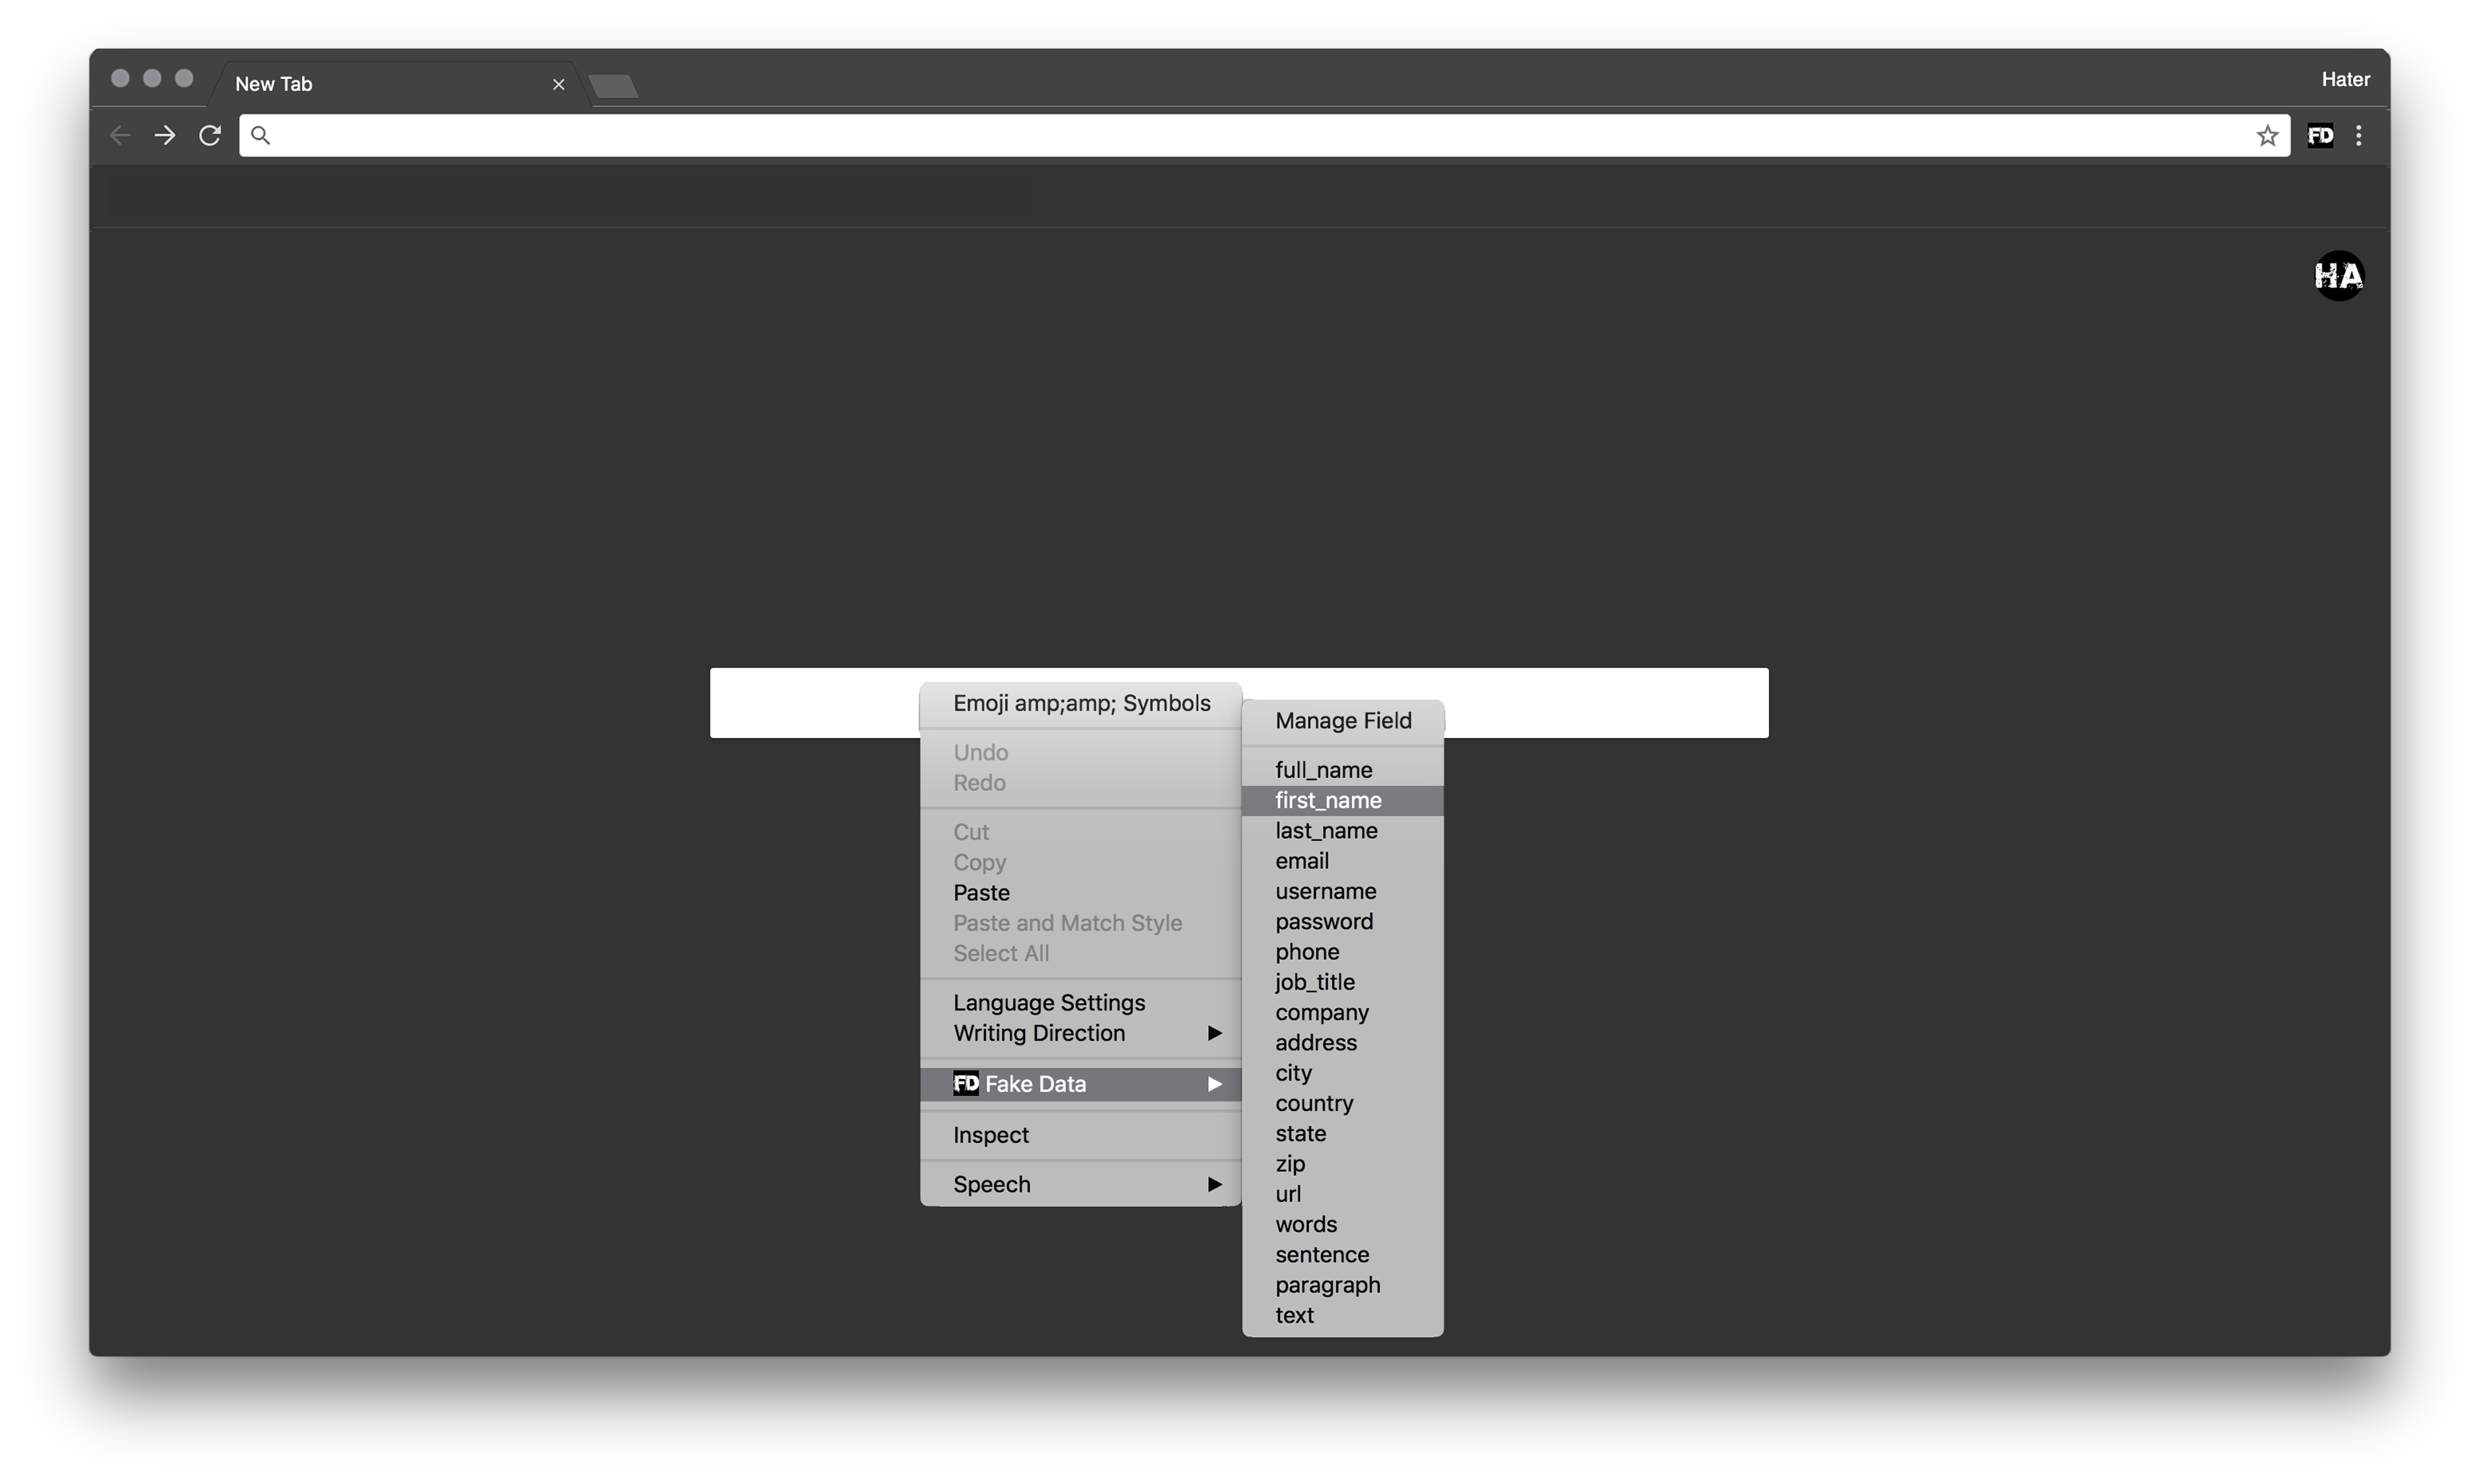 New Tab
Hater
FD
HA
Emoji amp;amp; Symbols
Undo
Redo
Cut
Copy
Paste
Paste and Match Style
Select All
Language Settings
Writing Direction
FD Fake Data
Inspect
Speech
Manage Field
full_name
first_name
last_name
email
username
password
phone
job_title
company
address
city
country
state
zip
url
words
sentence
paragraph
text